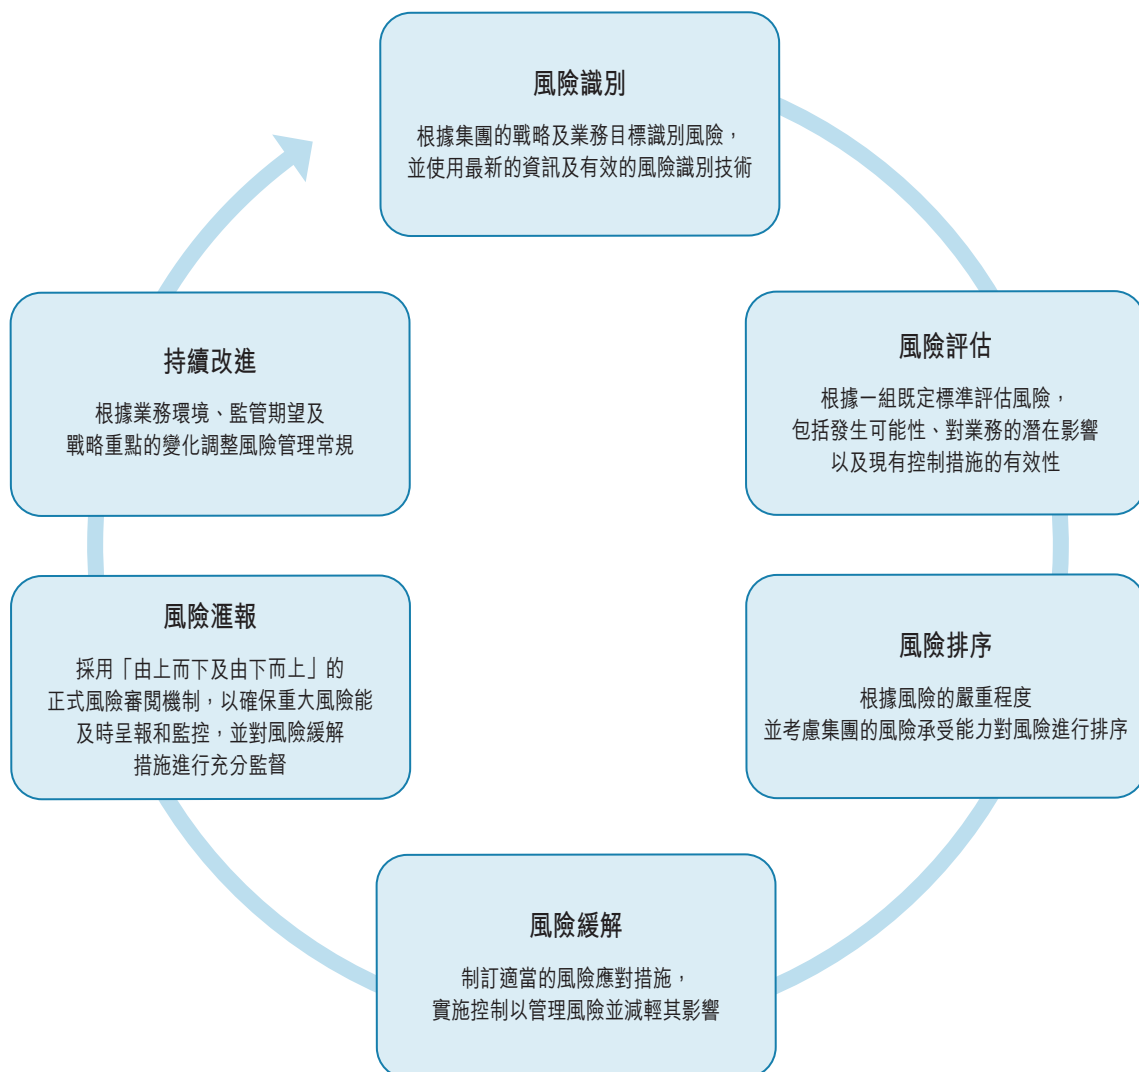 風險識別
根據集團的戰略及業務目標識別風險，
並使用最新的資訊及有效的風險識別技術
風險評估
根據一組既定標準評估風險，
包括發生可能性、對業務的潛在影響
以及現有控制措施的有效性
風險排序
根據風險的嚴重程度
並考慮集團的風險承受能力對風險進行排序
風險緩解
制訂適當的風險應對措施，
實施控制以管理風險並減輕其影響
風險滙報
採用「由上而下及由下而上」的
正式風險審閱機制，以確保重大風險能
及時呈報和監控，並對風險緩解
措施進行充分監督
持續改進
根據業務環境、監管期望及
戰略重點的變化調整風險管理常規